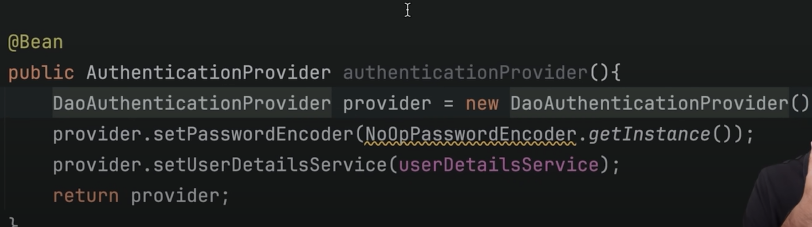 @Bean
public AuthenticationProvider authenticationProvider(){
DaoAuthenticationProvider provider = new DaoAuthenticationProvider()
provider.setPasswordEncoder(NoOpPasswordEncoder.getInstance());
provider.setUserDetailsService(userDetailsService);
return provider;
}